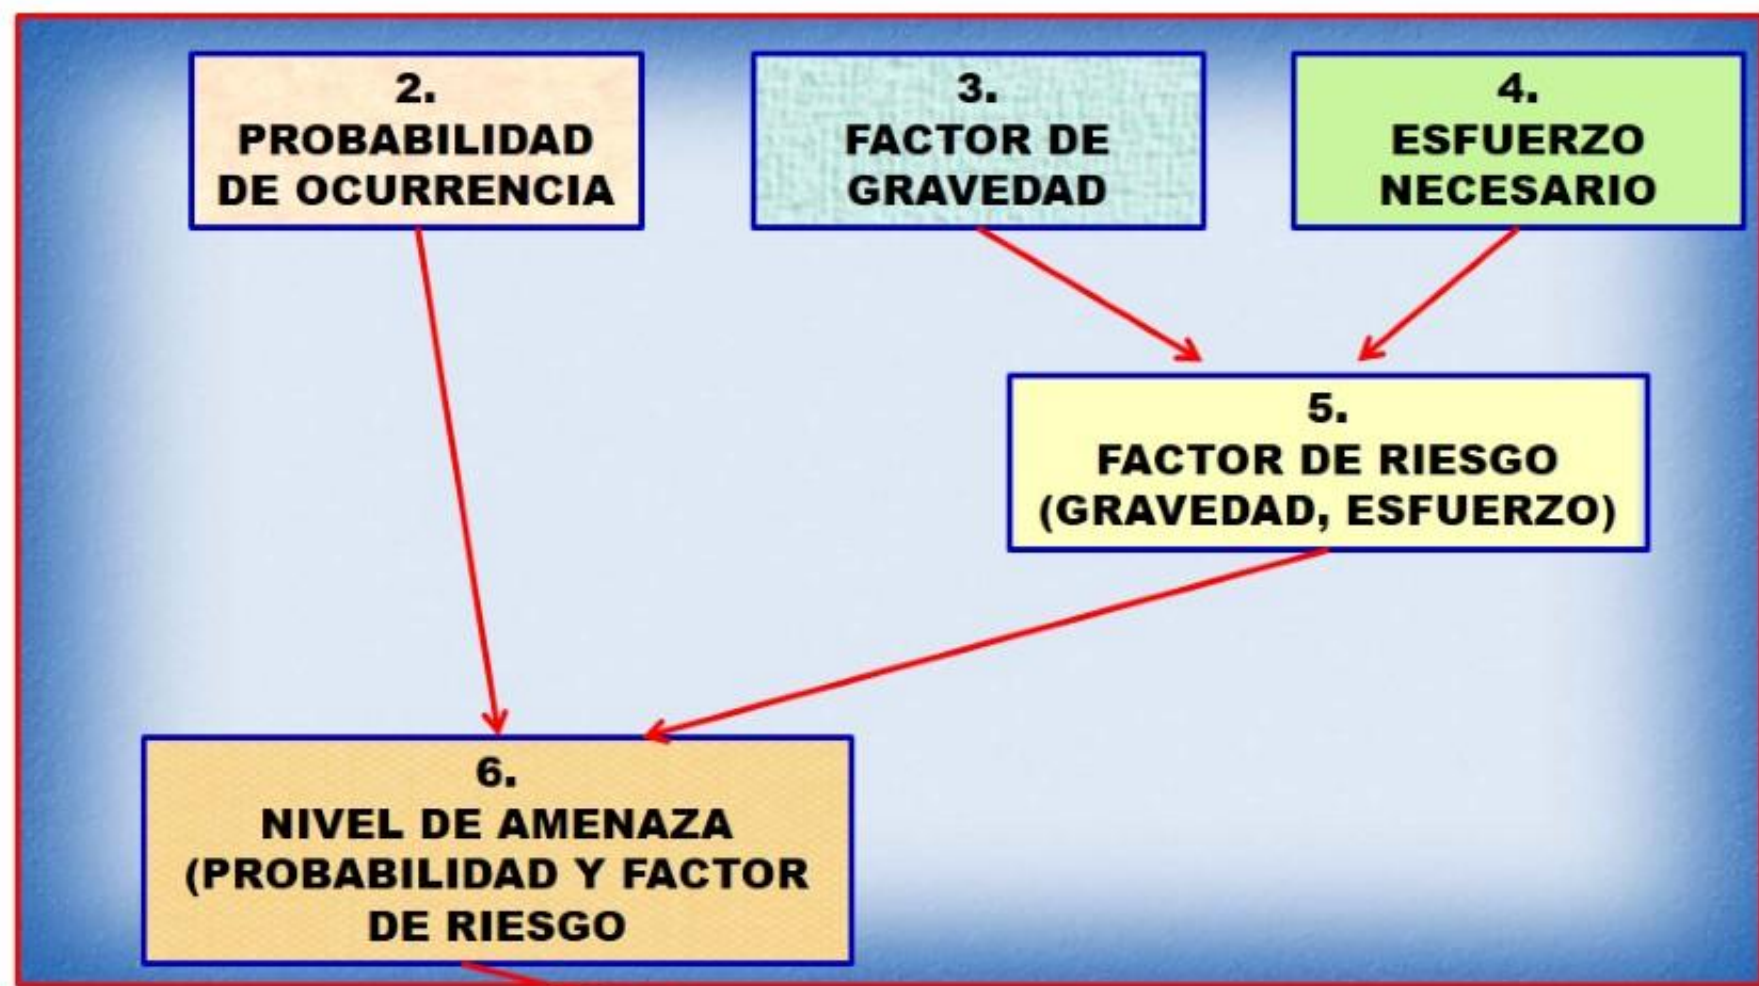 2.
PROBABILIDAD
DE OCURRENCIA
3.
FACTOR DE
GRAVEDAD
4.
ESFUERZO
NECESARIO
5.
FACTOR DE RIESGO
(GRAVEDAD, ESFUERZO)
6.
NIVEL DE AMENAZA
(PROBABILIDAD Y FACTOR
DE RIESGO